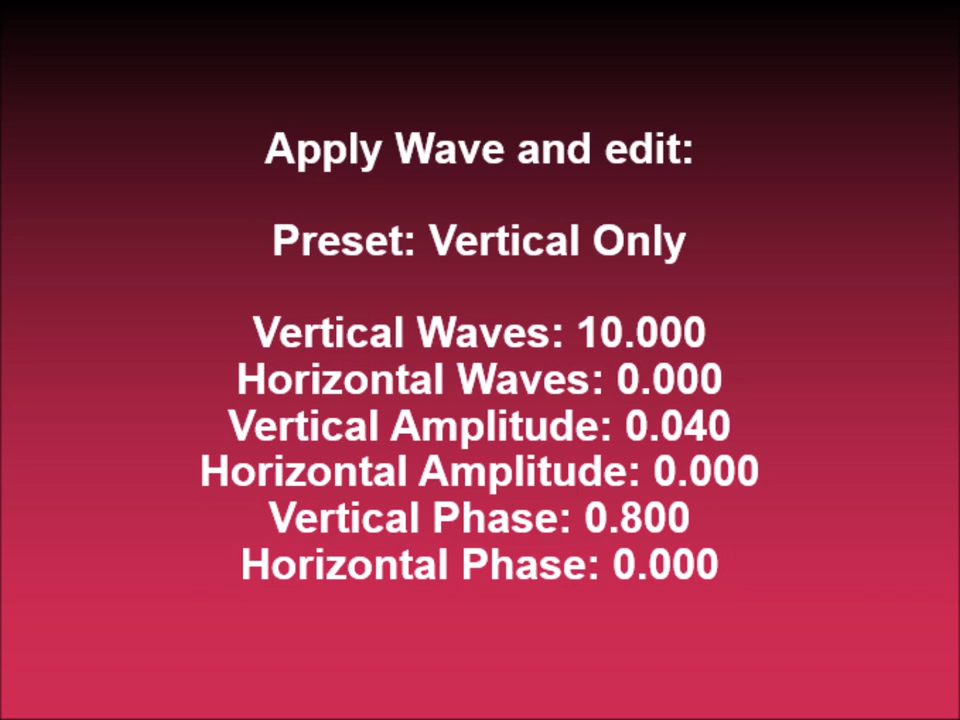 Apply Wave and edit:
Preset: Vertical Only
Vertical Waves: 10.000
Horizontal Waves: 0.000
Vertical Amplitude: 0.040
Horizontal Amplitude: 0.000
Vertical Phase: 0.800
Horizontal Phase: 0.000